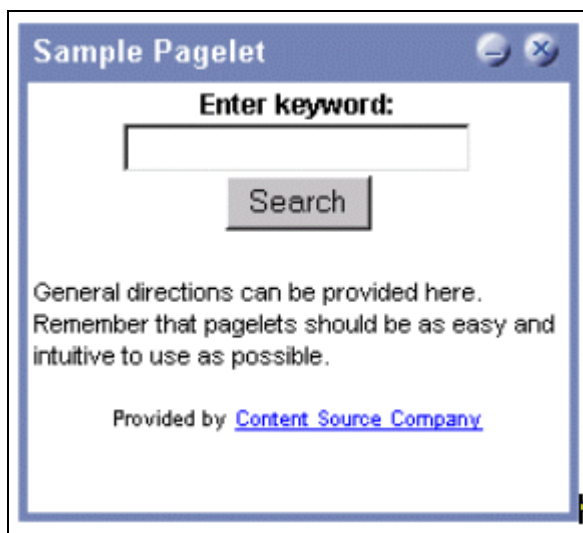 Sample Pagelet
Enter keyword:
Search
General directions can be provided here.
Remember that pagelets should be as easy and
intuitive to use as possible.
Provided by Content Source Company